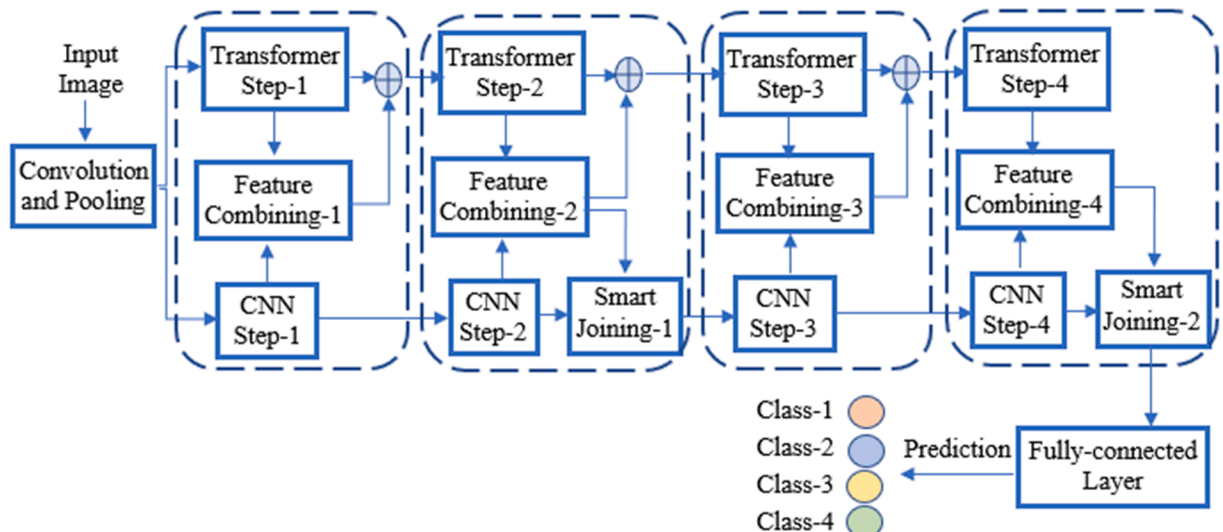 Input
Image
Convolution
and Pooling
Transformer
Step-1
Feature
Combining-1
CNN
Step-1
Transformer
Step-2
Feature
Combining-2
CNN
Step-2
Smart
Joining-1
Transformer
Step-3
Feature
Combining-3
CNN
Step-3
Transformer
Step-4
Feature
Combining-4
CNN
Step-4
Smart
Joining-2
Fully-connected
Layer
Prediction
Class-1
Class-2
Class-3
Class-4